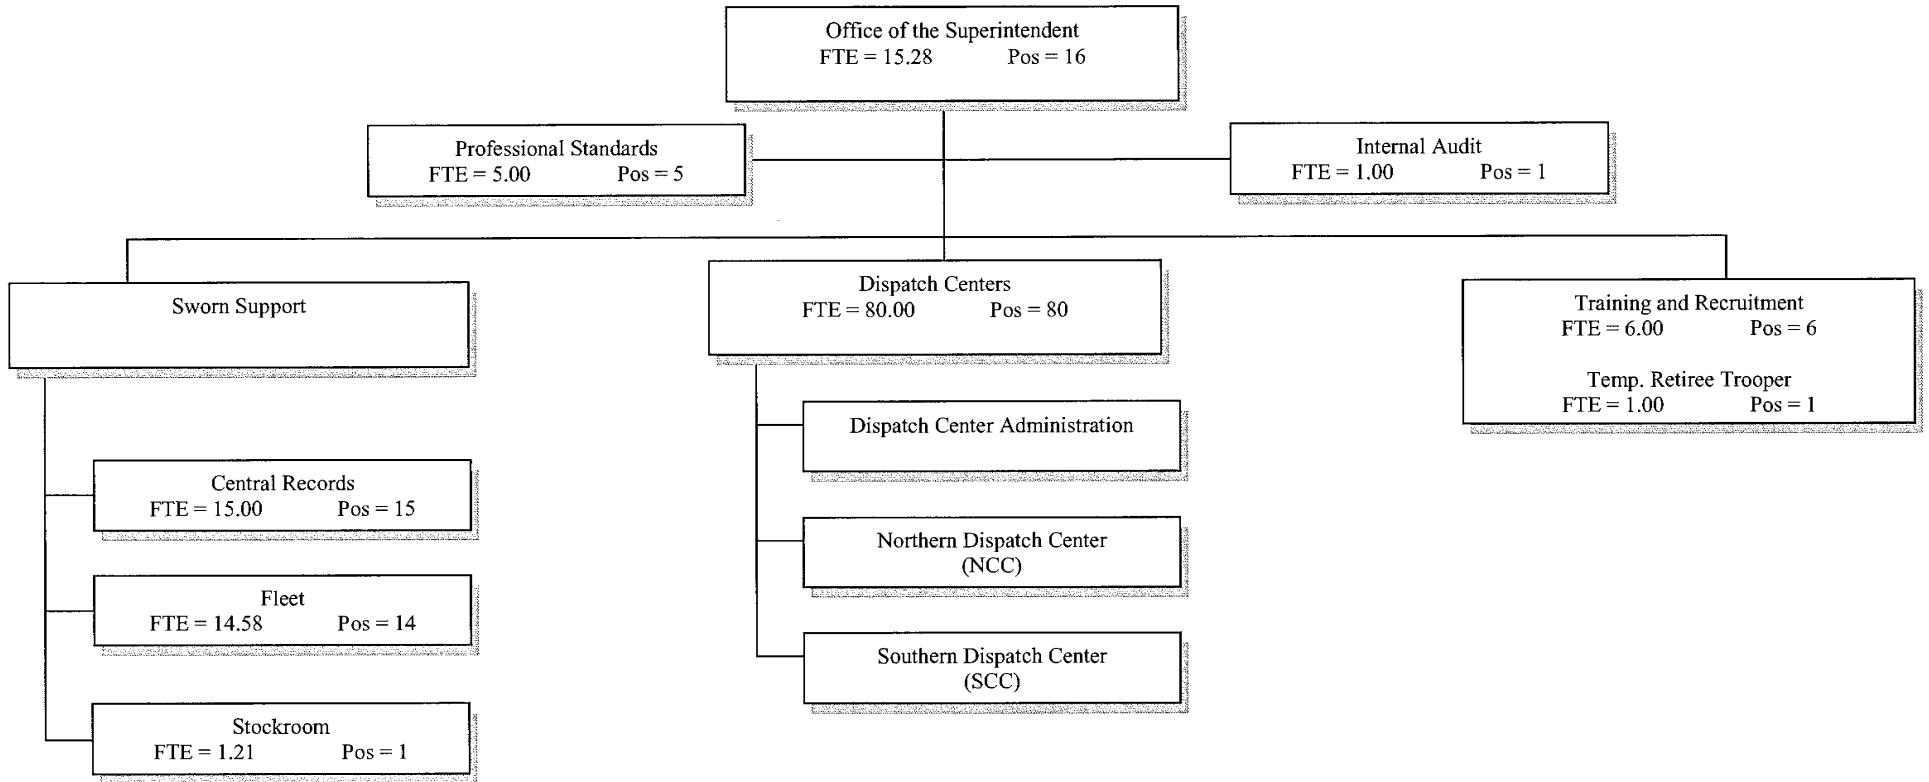 Office of the Superintendent
FTE = 15.28 Pos = 16
Professional Standards
FTE = 5.00 Pos = 5
Internal Audit
FTE = 1.00 Pos = 1
Sworn Support
Dispatch Centers
FTE = 80.00 Pos = 80
Training and Recruitment
FTE = 6.00 Pos = 6
Temp. Retiree Trooper
FTE = 1.00 Pos = 1
Central Records
FTE = 15.00 Pos = 15
Fleet
FTE = 14.58 Pos = 14
Stockroom
FTE = 1.21 Pos = 1
Dispatch Center Administration
Northern Dispatch Center
(NCC)
Southern Dispatch Center
(SCC)